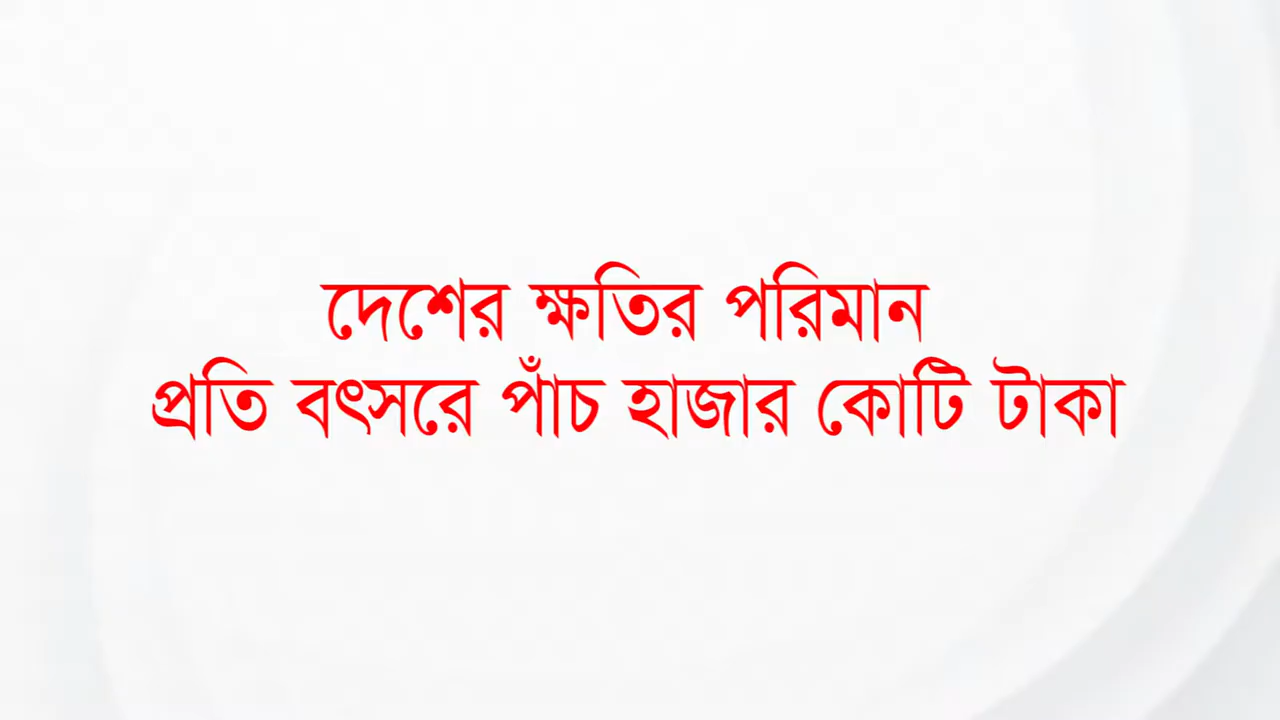 দেশের ক্ষতির পরিমান
প্রতি বৎসরে পাঁচ হাজার কোটি টাকা